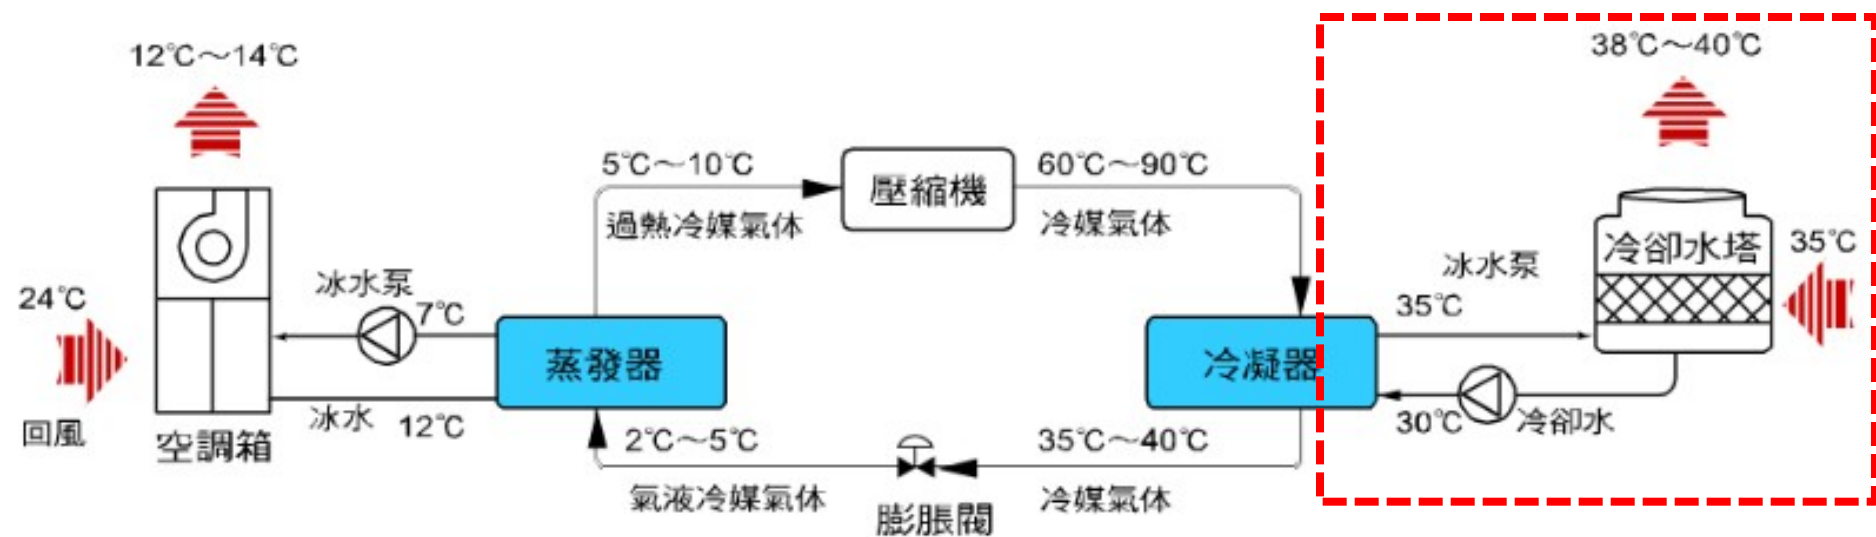 12℃～14℃
24℃
回風
空調箱
冰水泵
7℃
冰水
12℃
蒸發器
5℃～10℃
過熱冷媒氣体
壓縮機
60℃～90℃
冷媒氣体
2℃～5℃
氣液冷媒氣体
膨脹閥
35℃～40℃
冷媒氣体
冷凝器
38℃～40℃
冷卻水塔
35℃
冰水泵
35℃
30℃
冷卻水